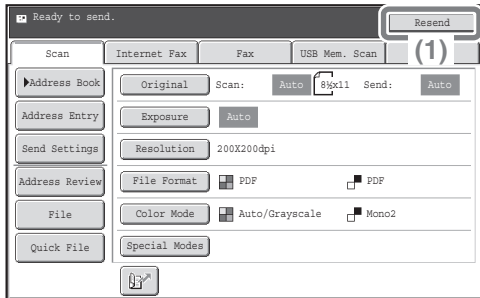 Ready to send.
Resend
Scan Internet Fax Fax USB Mem. Scan (1)
Address Book Original Scan: Auto 8½x11 Send: Auto
Address Entry Exposure Auto
Send Settings Resolution 200X200dpi
Address Review File Format PDF PDF
File Color Mode Auto/Grayscale Mono2
Quick File Special Modes